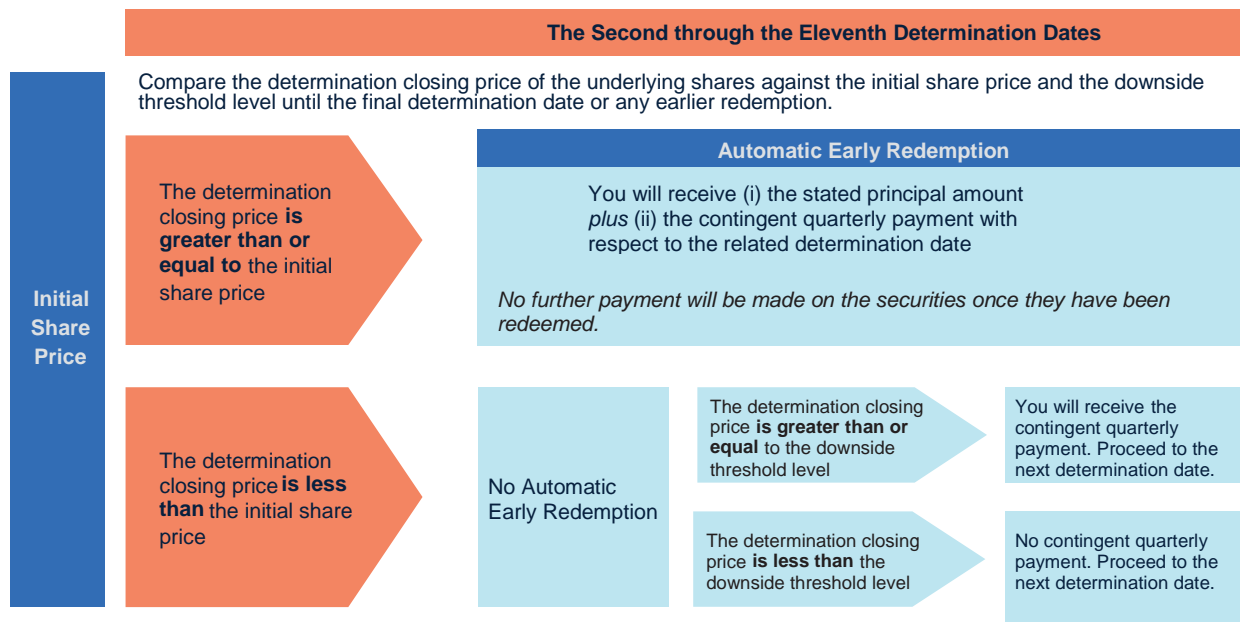 The Second through the Eleventh Determination Dates
Compare the determination closing price of the underlying shares against the initial share price and the downside
threshold level until the final determination date or any earlier redemption.
Initial
Share
Price
The determination
closing price is
greater than or
equal to the initial
share price
Automatic Early Redemption
You will receive (i) the stated principal amount
plus (ii) the contingent quarterly payment with
respect to the related determination date
No further payment will be made on the securities once they have been
redeemed.
The determination
closing price is less
than the initial share
price
No Automatic
Early Redemption
The determination closing
price is greater than or
equal to the downside
threshold level
You will receive the
contingent quarterly
payment. Proceed to the
next determination date.
The determination closing
price is less than the
downside threshold level
No contingent quarterly
payment. Proceed to the
next determination date.